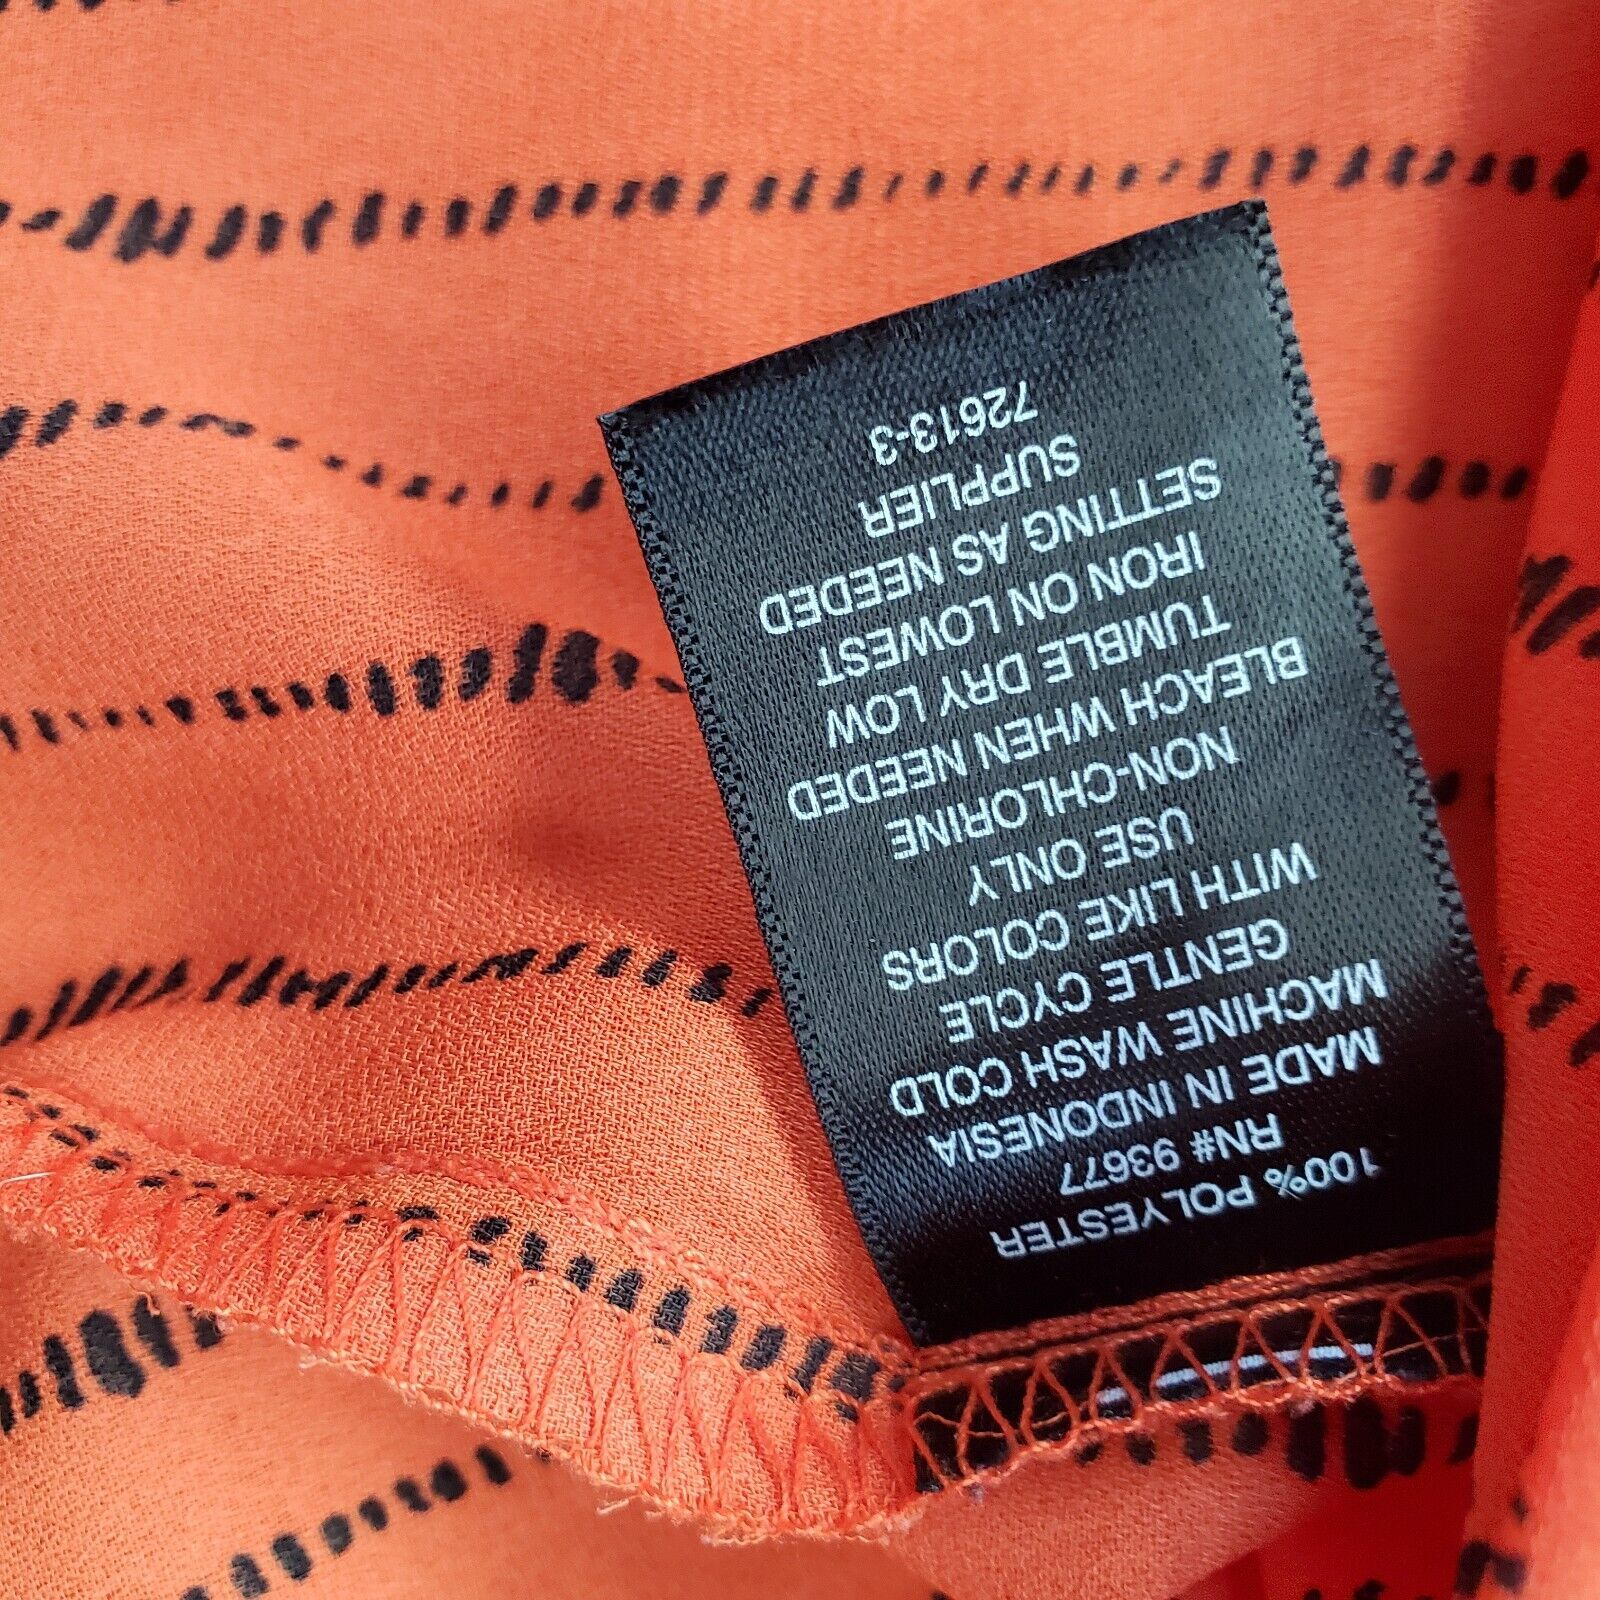 100% POLYESTER
RN# 93677
MADE IN INDONESIA
MACHINE WASH COLD
GENTLE CYCLE
WITH LIKE COLORS
USE ONLY
NON-CHLORINE
BLEACH WHEN NEEDED
TUMBLE DRY LOW
IRON ON LOWEST
SETTING AS NEEDED
SUPPLIER
72613-3